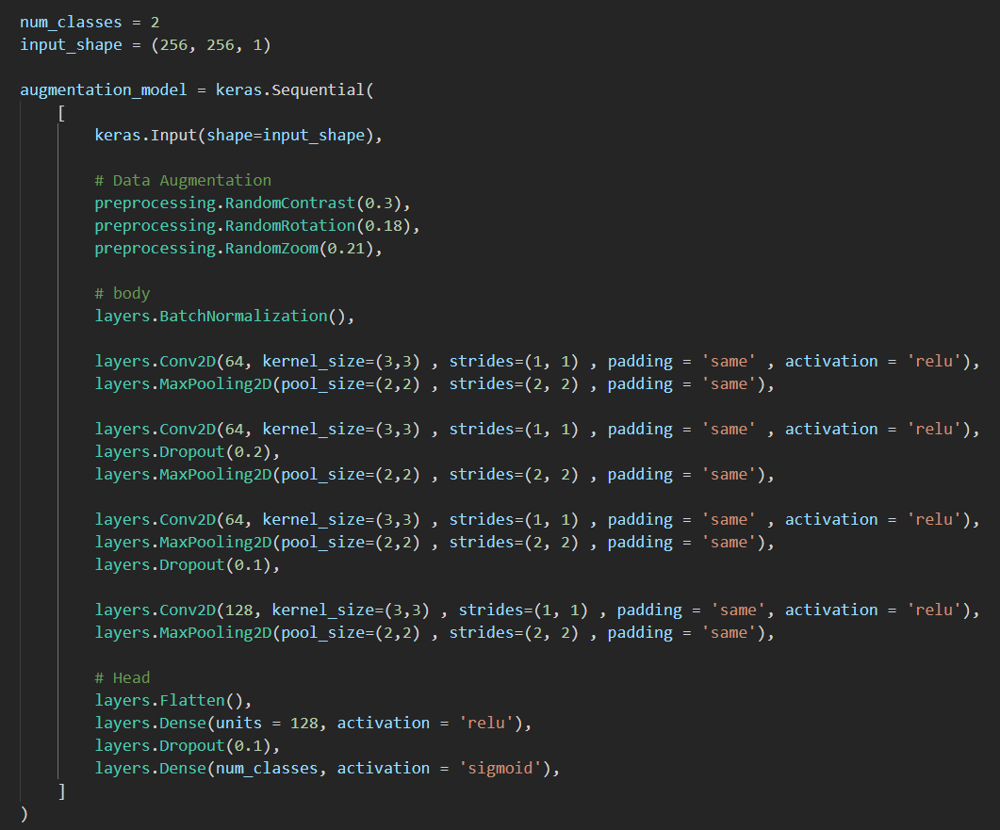 num_classes = 2
input_shape = (256, 256, 1)
augmentation_model = keras.Sequential(
[
keras.Input(shape=input_shape),
# Data Augmentation
preprocessing.RandomContrast(0.3),
preprocessing.RandomRotation(0.18),
preprocessing.RandomZoom(0.21),
# body
layers.BatchNormalization(),
layers.Conv2D(64, kernel_size=(3,3) , strides=(1, 1) , padding = 'same' , activation = 'relu'),
layers.MaxPooling2D(pool_size=(2,2) , strides=(2, 2) , padding = 'same'),
layers.Conv2D(64, kernel_size=(3,3) , strides=(1, 1) , padding = 'same' , activation = 'relu'),
layers.Dropout(0.2),
layers.MaxPooling2D(pool_size=(2,2) , strides=(2, 2) , padding = 'same'),
layers.Conv2D(64, kernel_size=(3,3) , strides=(1, 1) , padding = 'same' , activation = 'relu'),
layers.MaxPooling2D(pool_size=(2,2) , strides=(2, 2) , padding = 'same'),
layers.Dropout(0.1),
layers.Conv2D(128, kernel_size=(3,3) , strides=(1, 1) , padding = 'same', activation = 'relu'),
layers.MaxPooling2D(pool_size=(2,2) , strides=(2, 2) , padding = 'same'),
# Head
layers.Flatten(),
layers.Dense(units = 128, activation = 'relu'),
layers.Dropout(0.1),
layers.Dense(num_classes, activation = 'sigmoid'),
]
)